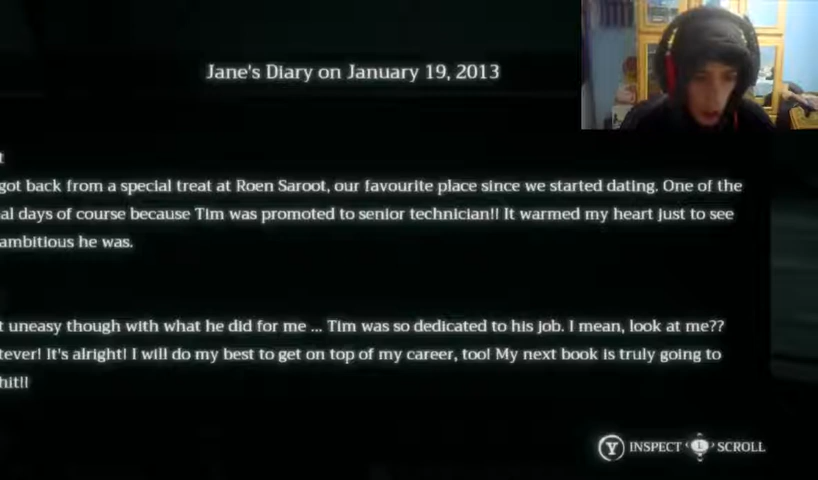 Jane's Diary on January 19, 2013
t
got back from a special treat at Roen Saroot, our favourite place since we started dating. One of the
al days of course because Tim was promoted to senior technician!! It warmed my heart just to see
ambitious he was.
t uneasy though with what he did for me ... Tim was so dedicated to his job. I mean, look at me??
tever! It's alright! I will do my best to get on top of my career, too! My next book is truly going to
hit!!
Y INSPECT L SCROLL